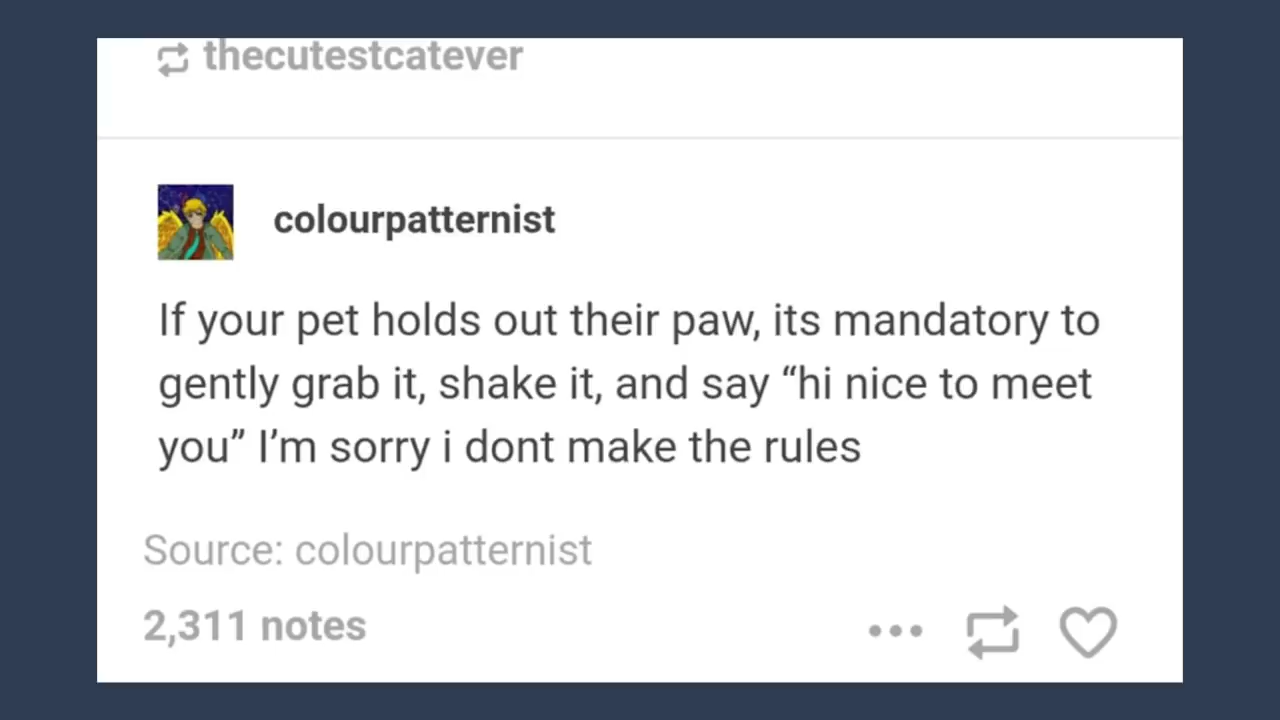 thecutestcatever
colourpatternist
If your pet holds out their paw, its mandatory to
gently grab it, shake it, and say “hi nice to meet
you” I’m sorry i dont make the rules
Source: colourpatternist
2,311 notes